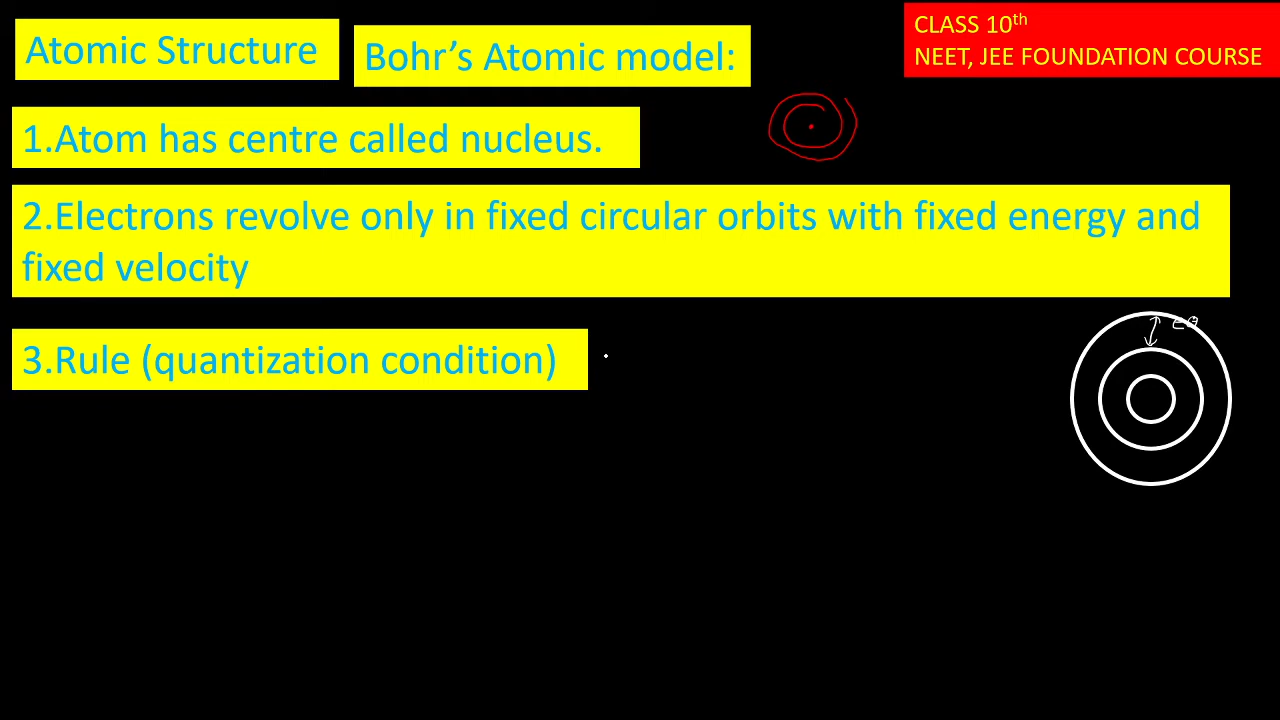 Atomic Structure
Bohr’s Atomic model:
CLASS 10th
NEET, JEE FOUNDATION COURSE
1.Atom has centre called nucleus.
2.Electrons revolve only in fixed circular orbits with fixed energy and
fixed velocity
3.Rule (quantization condition)